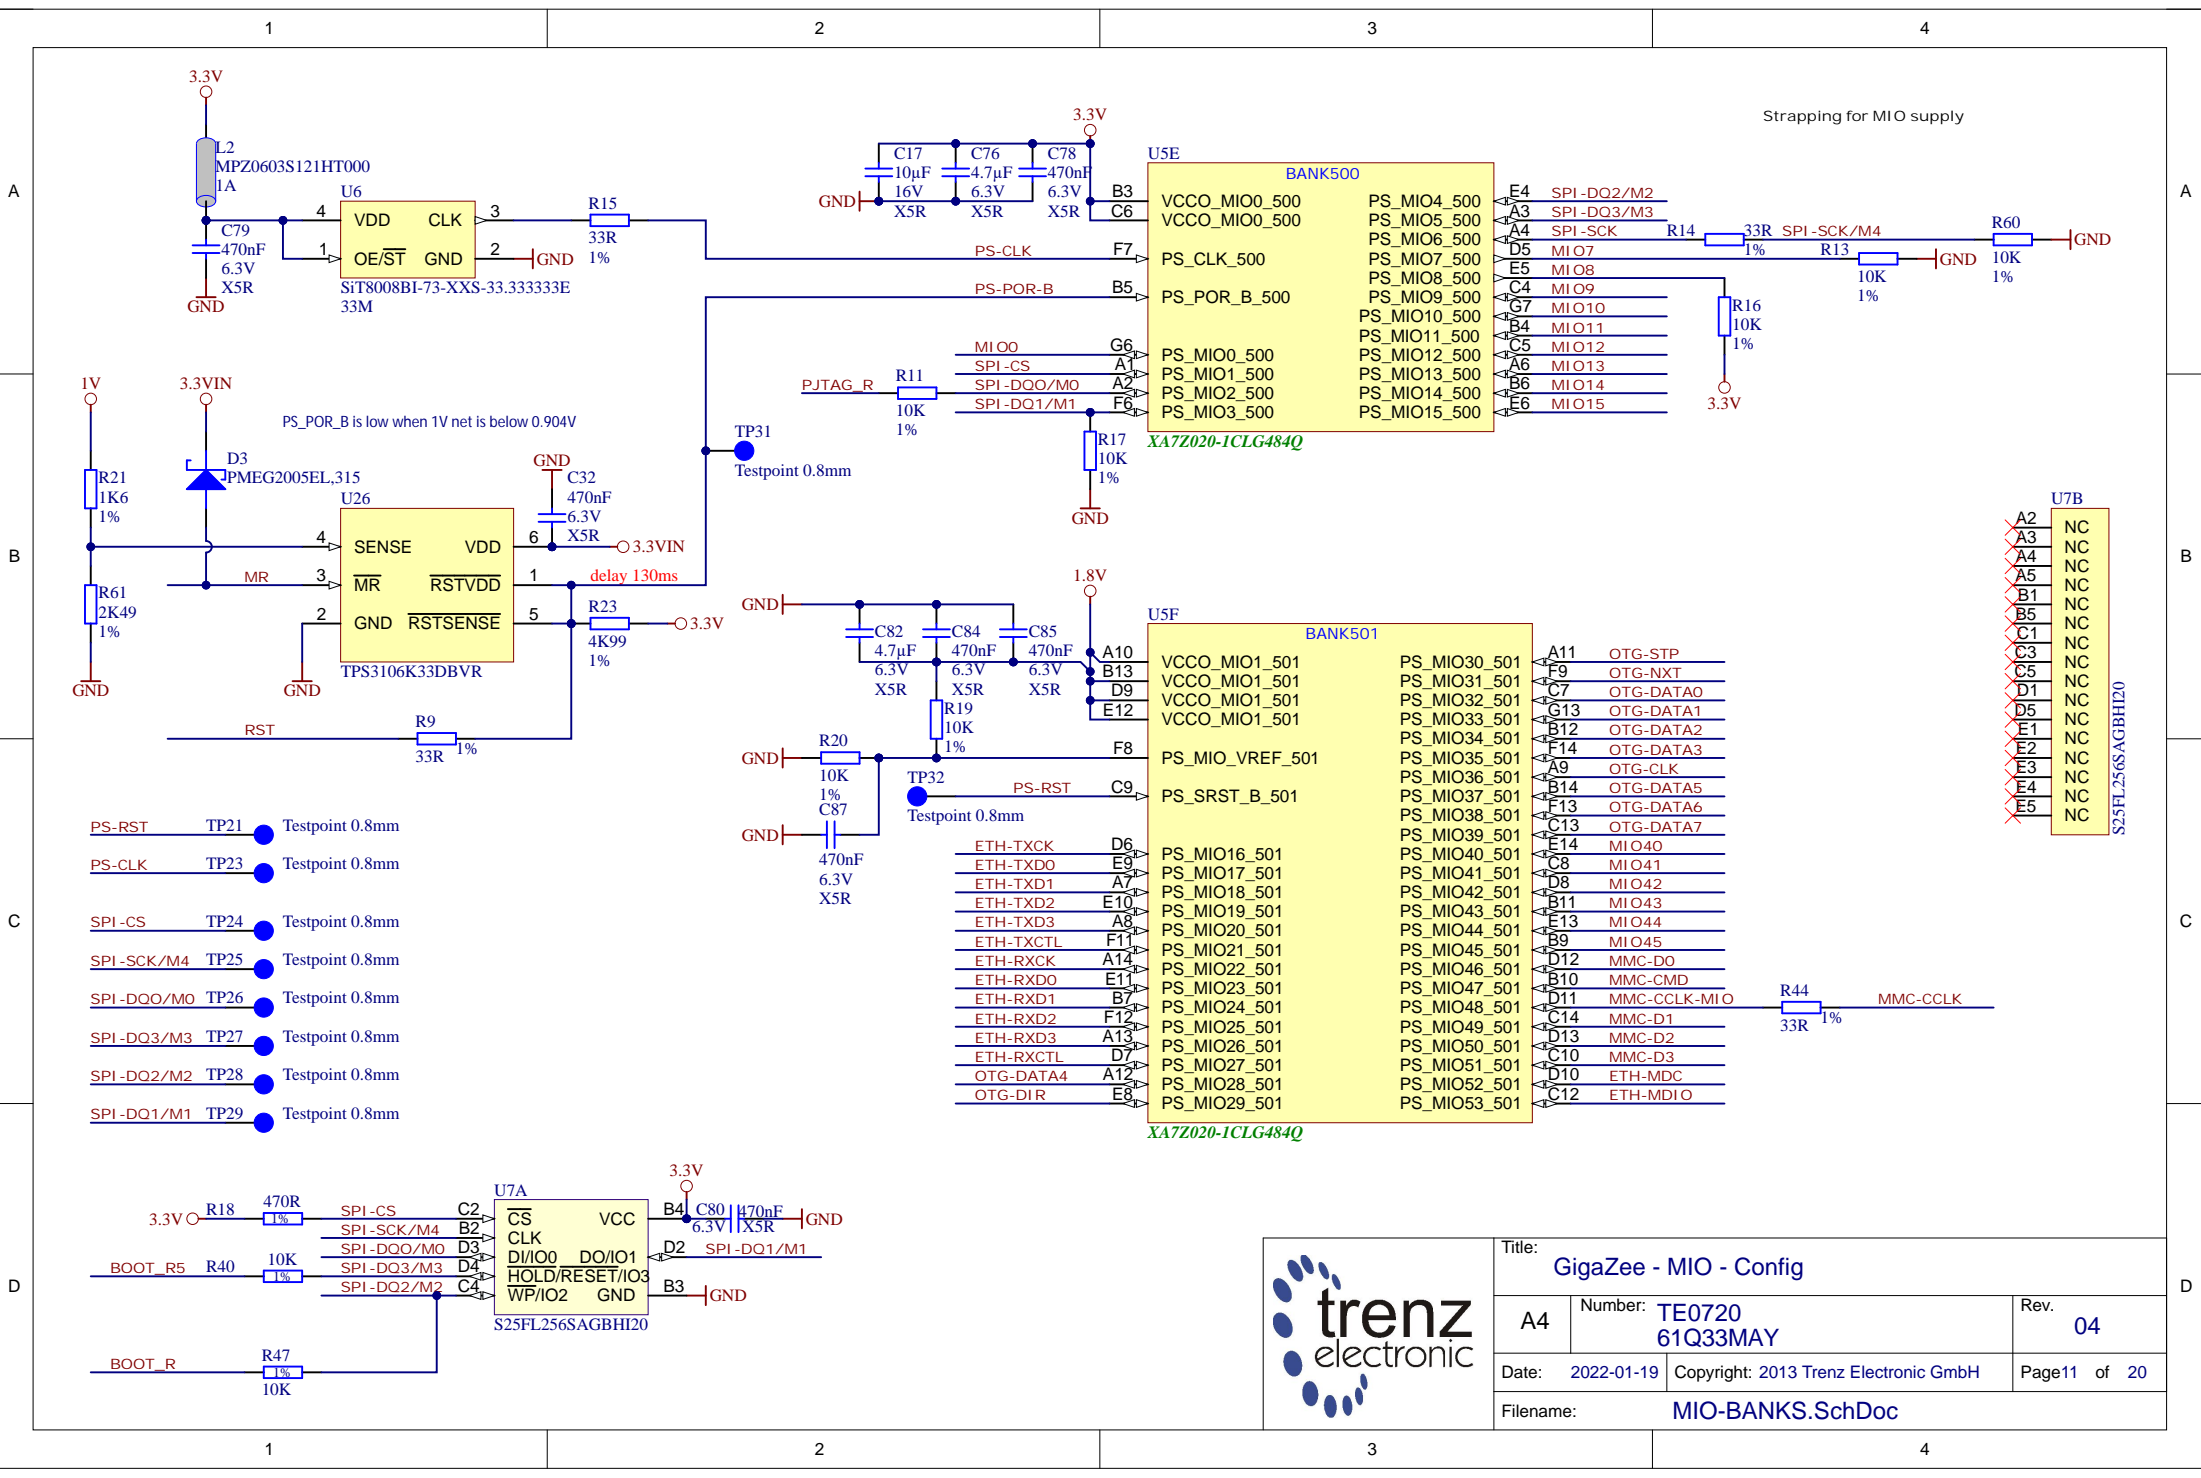 1 2 3 4
A
B
C
D
3.3V
L2
MPZ0603S121HT000
1A
C79
470nF
6.3V
X5R
GND
U6
4 VDD CLK 3
1 OE/ST GND 2 GND
SiT8008BI-73-XXS-33.333333E
33M
R15
33R
1%
PS-CLK
PS-POR-B
MIO0
SPI-CS
PJTAG_R R11 SPI-DQ0/M0
10K
1%
SPI-DQ1/M1
R17
10K
1%
GND
3.3V
C17
10µF
16V
X5R
C76
4.7µF
6.3V
X5R
C78
470nF
6.3V
X5R
GND
U5E
BANK500
B3 VCCO_MIO0_500
C6 VCCO_MIO0_500
F7 PS_CLK_500
B5 PS_POR_B_500
G6 PS_MIO0_500
A1 PS_MIO1_500
A2 PS_MIO2_500
F6 PS_MIO3_500
PS_MIO4_500 E4 SPI-DQ2/M2
PS_MIO5_500 A3 SPI-DQ3/M3
PS_MIO6_500 A4 SPI-SCK
PS_MIO7_500 D5 MIO7
PS_MIO8_500 E5 MIO8
PS_MIO9_500 C4 MIO9
PS_MIO10_500 G7 MIO10
PS_MIO11_500 B4 MIO11
PS_MIO12_500 C5 MIO12
PS_MIO13_500 A6 MIO13
PS_MIO14_500 B6 MIO14
PS_MIO15_500 E6 MIO15
XA7Z020-1CLG484Q
Strapping for MIO supply
R14 33R SPI-SCK/M4
1%
R60
10K
1%
GND
R13
10K
1%
GND
R16
10K
1%
3.3V
1V
R21
1K6
1%
R61
2K49
1%
GND
3.3VIN
PS_POR_B is low when 1V net is below 0.904V
D3
PMEG2005EL,315
MR
U26
4 SENSE VDD 6
3 MR RSTVDD 1
2 GND RSTSENSE 5
TPS3106K33DBVR
GND
GND
C32
470nF
6.3V
X5R
3.3VIN
delay 130ms
R23
4K99
1%
3.3V
RST R9
33R
1%
TP31
Testpoint 0.8mm
1.8V
GND
C82
4.7µF
6.3V
X5R
C84
470nF
6.3V
X5R
C85
470nF
6.3V
X5R
R19
10K
1%
GND R20
10K
1%
C87
GND
470nF
6.3V
X5R
TP32 PS-RST
Testpoint 0.8mm
U5F
BANK501
A10 VCCO_MIO1_501
B13 VCCO_MIO1_501
D9 VCCO_MIO1_501
E12 VCCO_MIO1_501
F8 PS_MIO_VREF_501
C9 PS_SRST_B_501
ETH-TXCK D6 PS_MIO16_501
ETH-TXD0 E9 PS_MIO17_501
ETH-TXD1 A7 PS_MIO18_501
ETH-TXD2 E10 PS_MIO19_501
ETH-TXD3 A8 PS_MIO20_501
ETH-TXCTL F11 PS_MIO21_501
ETH-RXCK A14 PS_MIO22_501
ETH-RXD0 E11 PS_MIO23_501
ETH-RXD1 B7 PS_MIO24_501
ETH-RXD2 F12 PS_MIO25_501
ETH-RXD3 A13 PS_MIO26_501
ETH-RXCTL D7 PS_MIO27_501
OTG-DATA4 A12 PS_MIO28_501
OTG-DIR E8 PS_MIO29_501
PS_MIO30_501 A11 OTG-STP
PS_MIO31_501 F9 OTG-NXT
PS_MIO32_501 C7 OTG-DATA0
PS_MIO33_501 G13 OTG-DATA1
PS_MIO34_501 B12 OTG-DATA2
PS_MIO35_501 F14 OTG-DATA3
PS_MIO36_501 A9 OTG-CLK
PS_MIO37_501 B14 OTG-DATA5
PS_MIO38_501 F13 OTG-DATA6
PS_MIO39_501 C13 OTG-DATA7
PS_MIO40_501 E14 MIO40
PS_MIO41_501 C8 MIO41
PS_MIO42_501 D8 MIO42
PS_MIO43_501 B11 MIO43
PS_MIO44_501 E13 MIO44
PS_MIO45_501 B9 MIO45
PS_MIO46_501 D12 MMC-D0
PS_MIO47_501 B10 MMC-CMD
PS_MIO48_501 D11 MMC-CCLK-MIO
PS_MIO49_501 C14 MMC-D1
PS_MIO50_501 D13 MMC-D2
PS_MIO51_501 C10 MMC-D3
PS_MIO52_501 D10 ETH-MDC
PS_MIO53_501 C12 ETH-MDIO
XA7Z020-1CLG484Q
R44 MMC-CCLK
33R
1%
U7B
A2 NC
A3 NC
A4 NC
A5 NC
B1 NC
B5 NC
C1 NC
C3 NC
C5 NC
D1 NC
D5 NC
E1 NC
E2 NC
E3 NC
E4 NC
E5 NC
S25FL256SAGBHI20
PS-RST TP21 Testpoint 0.8mm
PS-CLK TP23 Testpoint 0.8mm
SPI-CS TP24 Testpoint 0.8mm
SPI-SCK/M4 TP25 Testpoint 0.8mm
SPI-DQ0/M0 TP26 Testpoint 0.8mm
SPI-DQ3/M3 TP27 Testpoint 0.8mm
SPI-DQ2/M2 TP28 Testpoint 0.8mm
SPI-DQ1/M1 TP29 Testpoint 0.8mm
U7A
3.3V R18 470R 1% SPI-CS C2 CS
SPI-SCK/M4 B2 CLK
SPI-DQ0/M0 D3 DI/IO0
BOOT_R5 R40 10K 1% SPI-DQ3/M3 D4 HOLD/RESET/IO3
SPI-DQ2/M2 C4 WP/IO2
VCC B4
DO/IO1 D2 SPI-DQ1/M1
GND B3 GND
S25FL256SAGBHI20
3.3V
C80 470nF
6.3V X5R
GND
BOOT_R R47
1%
10K
trenz
electronic
Title:
GigaZee - MIO - Config
A4 Number: TE0720
61Q33MAY
Rev.
04
Date: 2022-01-19 Copyright: 2013 Trenz Electronic GmbH Page11 of 20
Filename: MIO-BANKS.SchDoc
A
B
C
D
1 2 3 4